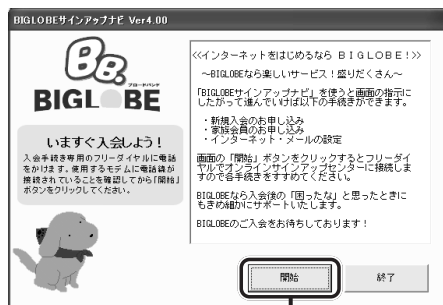 BIGLOBEサインアップナビ Ver4.00
BB.
ブロードバンド
BIGLOBE
いますぐ入会しよう！
入会手続き専用のフリーダイヤルに電話
をかけます。使用するモデムに電話線が
接続されていることを確認してから「開始」
ボタンをクリックしてください。
<<インターネットをはじめるなら ＢＩＧＬＯＢＥ！>>
～BIGLOBEなら楽しいサービス！盛りだくさん～
「BIGLOBEサインアップナビ」を使うと画面の指示に
したがって進んでいけば以下の手続きができます。
・新規入会のお申し込み
・家族会員のお申し込み
・インターネット・メールの設定
画面の「開始」ボタンをクリックするとフリーダイ
ヤルでオンラインサインアップセンターに接続しま
すので各手続きをすすめてください。
BIGLOBEなら入会後の「困ったな」と思ったときに
もきめ細かにサポートいたします。
BIGLOBEのご入会をお待ちしております！
開始
終了